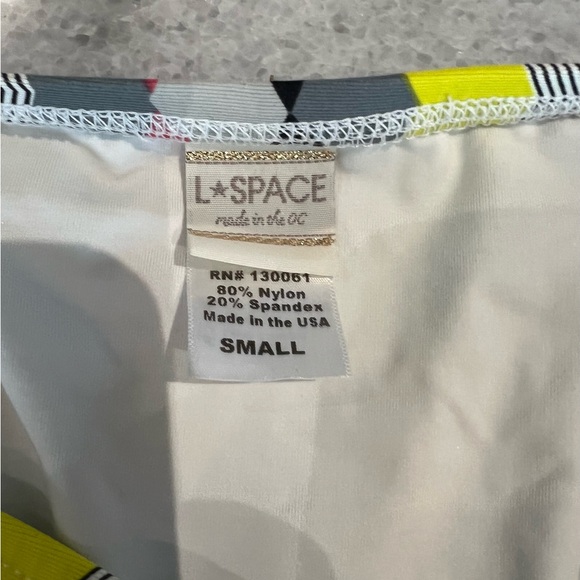 L★SPACE
made in the OC
RN# 130061
80% Nylon
20% Spandex
Made in the USA
SMALL